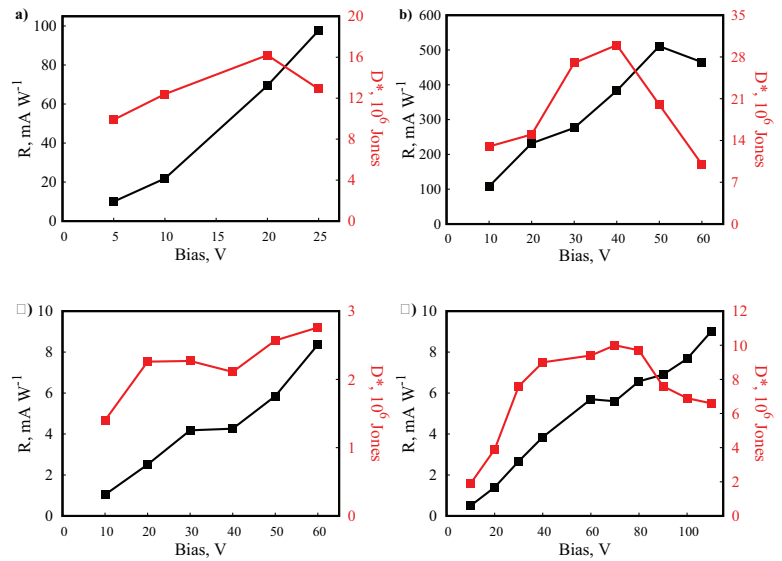 a)
100
80
60
40
20
0
R, mA W⁻¹
20
16
12
8
4
0
D*, 10⁶ Jones
0 5 10 15 20 25
Bias, V
b)
600
500
400
300
200
100
0
R, mA W⁻¹
35
28
21
14
7
0
D*, 10⁶ Jones
0 10 20 30 40 50 60
Bias, V
□)
10
8
6
4
2
0
R, mA W⁻¹
3
2
1
0
D*, 10⁶ Jones
0 10 20 30 40 50 60
Bias, V
□)
10
8
6
4
2
0
R, mA W⁻¹
12
10
8
6
4
2
0
D*, 10⁶ Jones
0 20 40 60 80 100
Bias, V